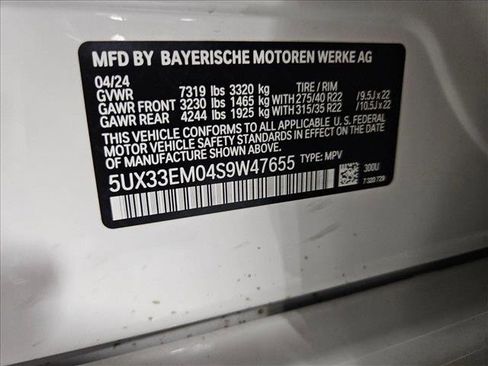 MFD BY BAYERISCHE MOTOREN WERKE AG
04/24
GVWR 7319 lbs 3320 kg TIRE / RIM
GAWR FRONT 3230 lbs 1465 kg WITH 275/40 R22 / 9.5J x 22
GAWR REAR 4244 lbs 1925 kg WITH 315/35 R22 / 10.5J x 22
THIS VEHICLE CONFORMS TO ALL APPLICABLE U. S. FEDERAL
MOTOR VEHICLE SAFETY STANDARDS IN EFFECT ON
THE DATE OF MANUFACTURE SHOWN ABOVE.
5UX33EM04S9W47655 TYPE: MPV
300U
7 320 729